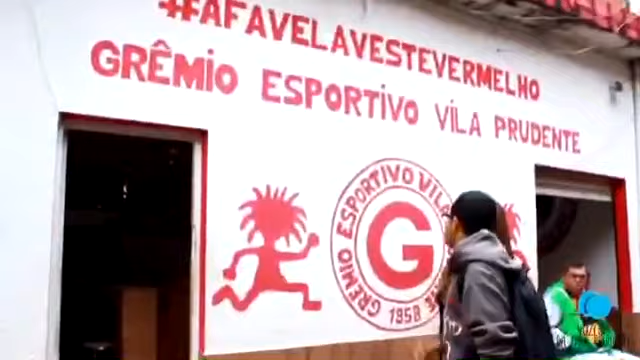 #AFAVELAVESTEVERMELHO
GRÊMIO ESPORTIVO VILA PRUDENTE
GRÊMIO ESPORTIVO VILA
G
1958